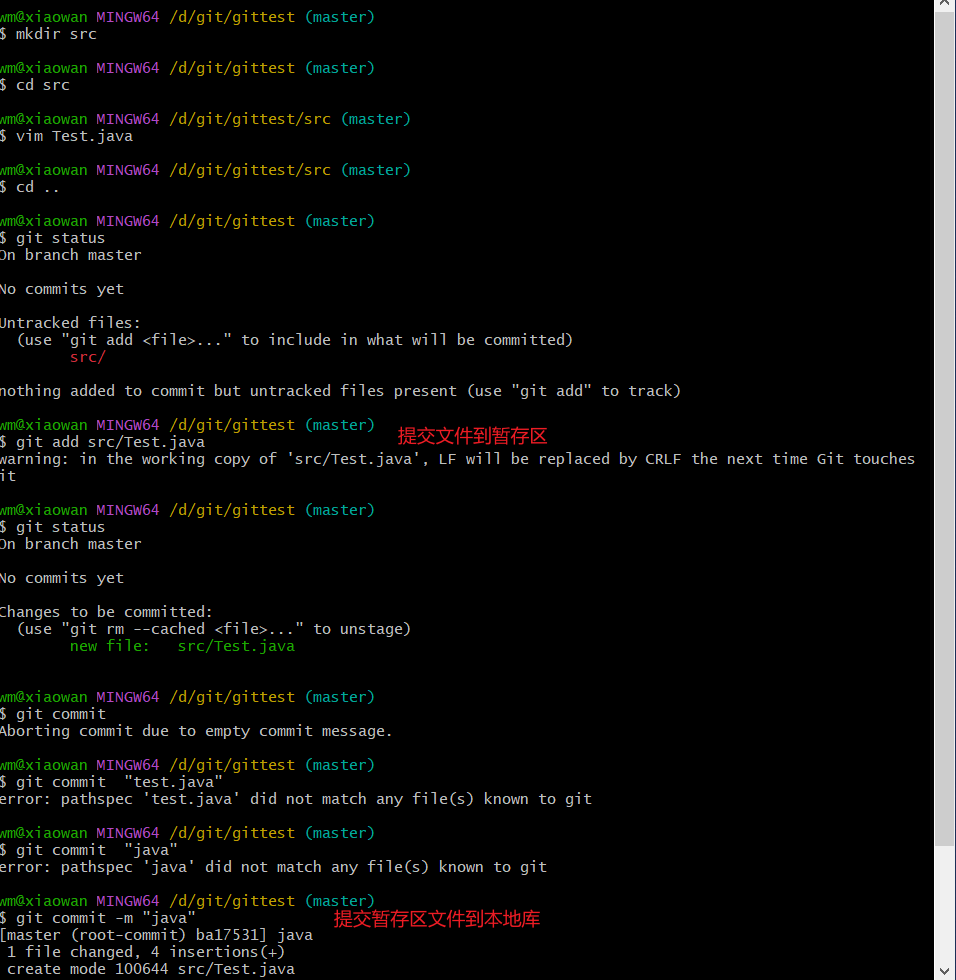 wm@xiaowan MINGW64 /d/git/gittest (master)
$ mkdir src
wm@xiaowan MINGW64 /d/git/gittest (master)
$ cd src
wm@xiaowan MINGW64 /d/git/gittest/src (master)
$ vim Test.java
wm@xiaowan MINGW64 /d/git/gittest/src (master)
$ cd ..
wm@xiaowan MINGW64 /d/git/gittest (master)
$ git status
On branch master
No commits yet
Untracked files:
(use "git add <file>..." to include in what will be committed)
src/
nothing added to commit but untracked files present (use "git add" to track)
wm@xiaowan MINGW64 /d/git/gittest (master)
$ git add src/Test.java 提交文件到暂存区
warning: in the working copy of 'src/Test.java', LF will be replaced by CRLF the next time Git touches
it
wm@xiaowan MINGW64 /d/git/gittest (master)
$ git status
On branch master
No commits yet
Changes to be committed:
(use "git rm --cached <file>..." to unstage)
new file:   src/Test.java
wm@xiaowan MINGW64 /d/git/gittest (master)
$ git commit
Aborting commit due to empty commit message.
wm@xiaowan MINGW64 /d/git/gittest (master)
$ git commit  "test.java"
error: pathspec 'test.java' did not match any file(s) known to git
wm@xiaowan MINGW64 /d/git/gittest (master)
$ git commit  "java"
error: pathspec 'java' did not match any file(s) known to git
wm@xiaowan MINGW64 /d/git/gittest (master)
$ git commit -m "java" 提交暂存区文件到本地库
[master (root-commit) ba17531] java
1 file changed, 4 insertions(+)
create mode 100644 src/Test.java